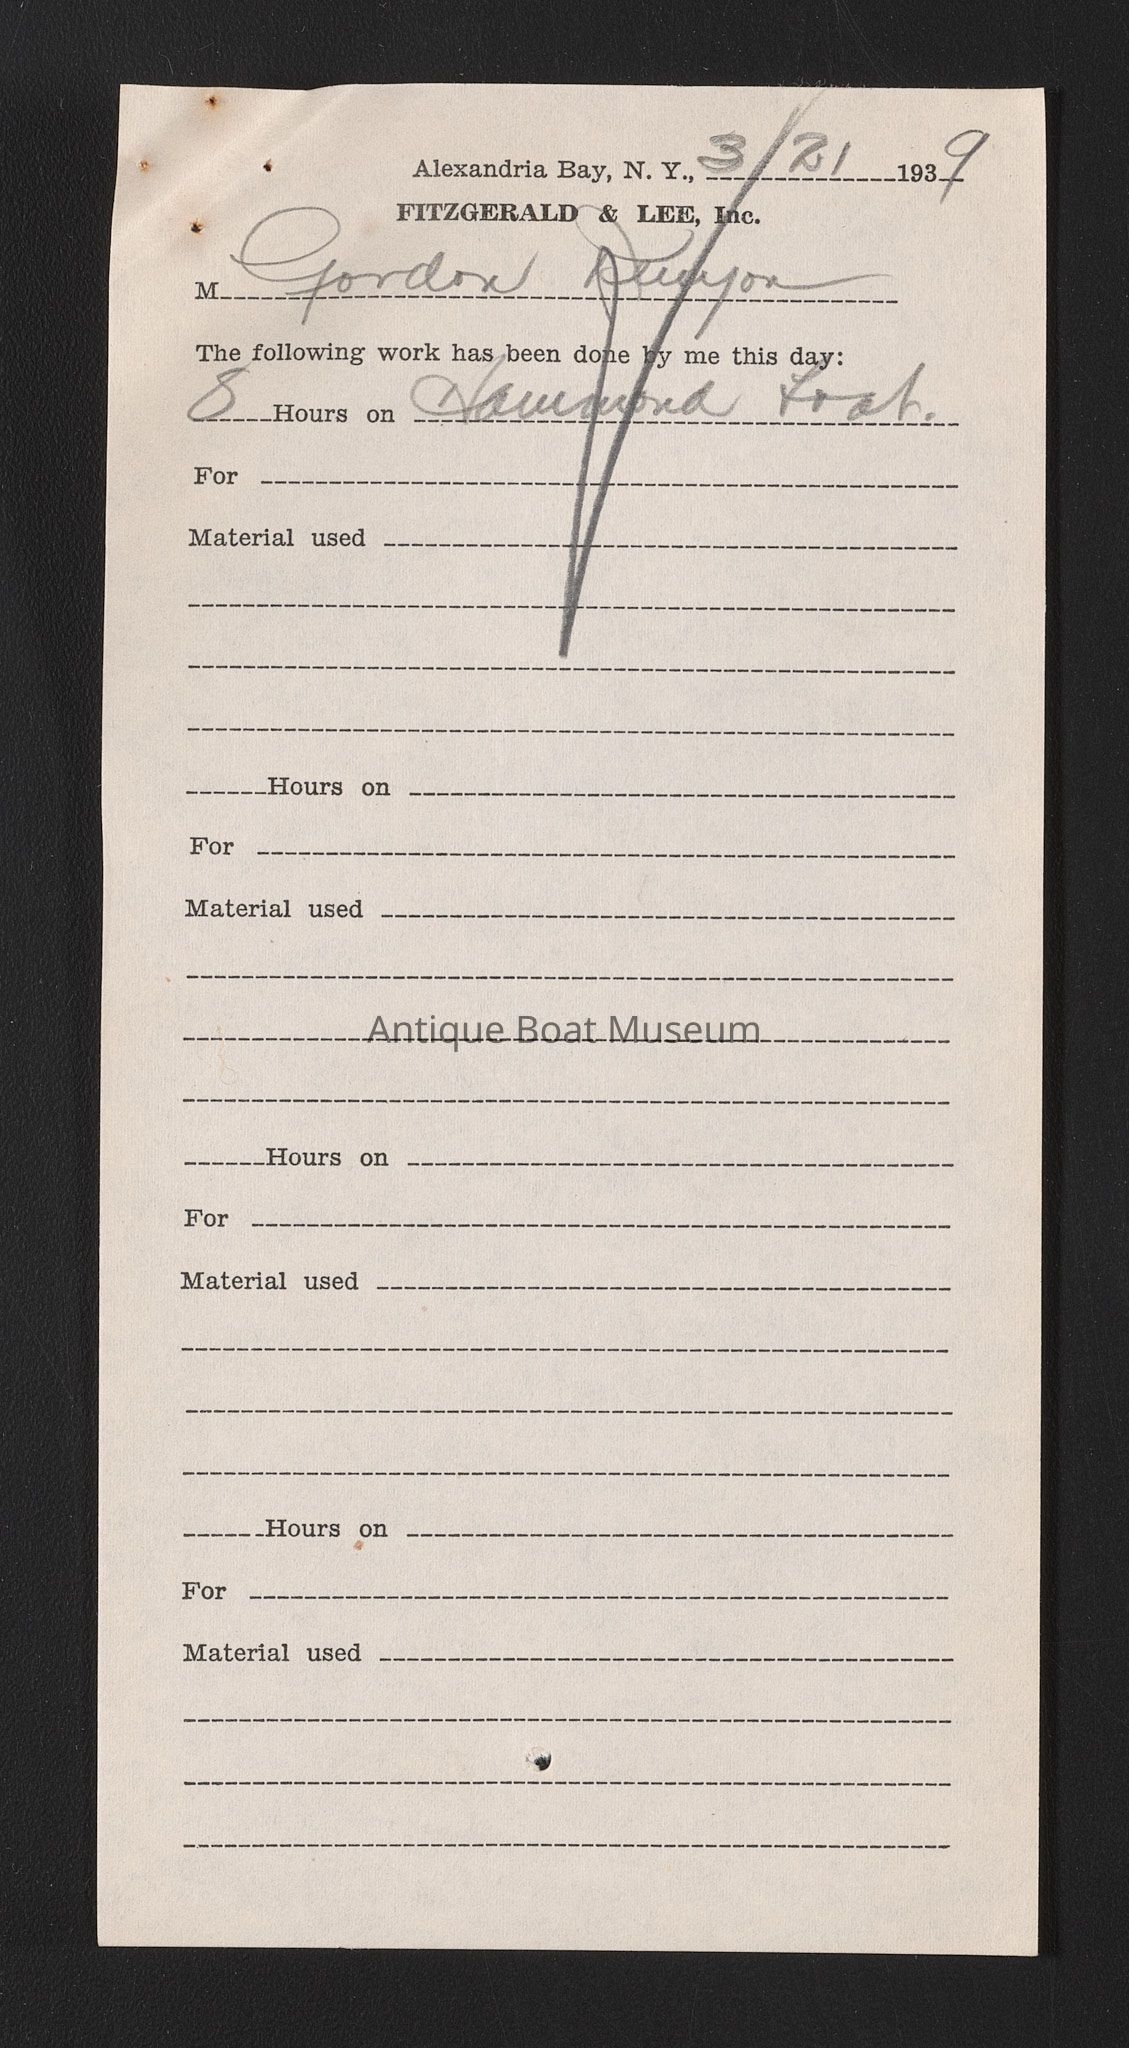 Alexandria Bay, N. Y., 3/21 1939
FITZGERALD & LEE, Inc.
M Gordon Runyon
The following work has been done by me this day:
8 Hours on Hammond Boat.
For
Material used
Hours on
For
Material used
Antique Boat Museum
Hours on
For
Material used
Hours on
For
Material used